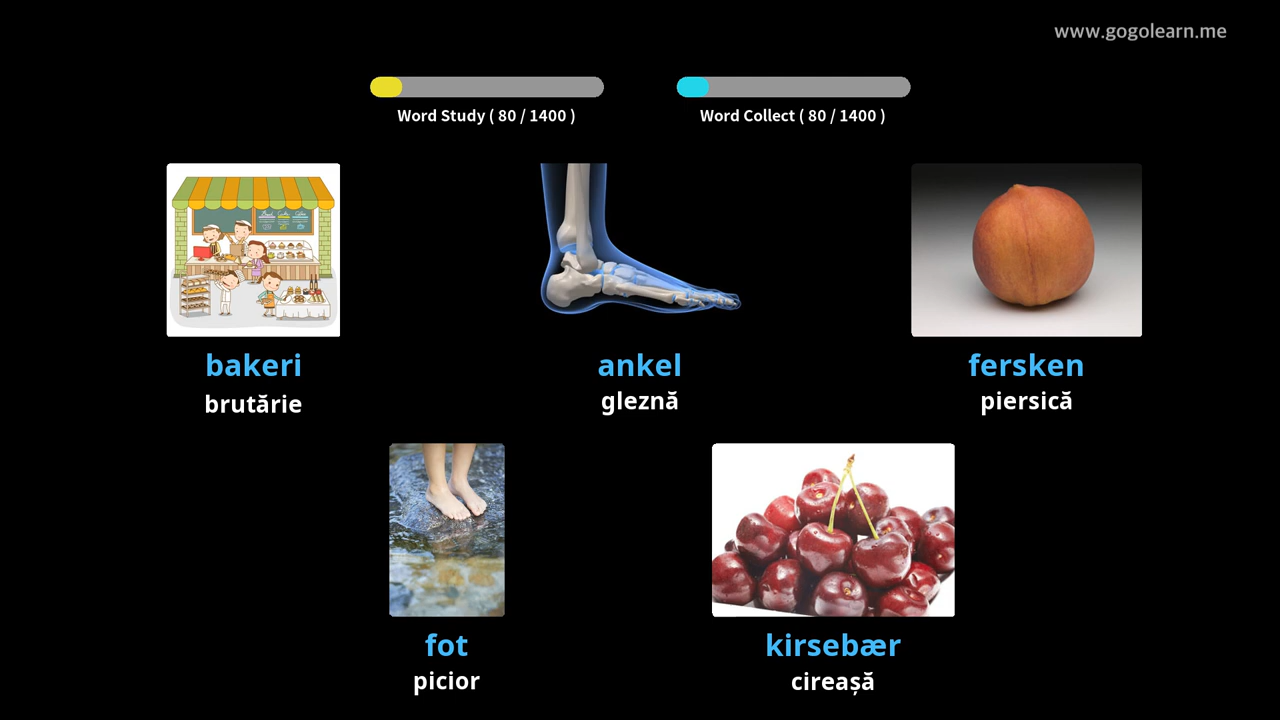 www.gogolearn.me
Word Study ( 80 / 1400 )
Word Collect ( 80 / 1400 )
bakeri
brutărie
ankel
gleznă
fersken
piersică
fot
picior
kirsebær
cireașă